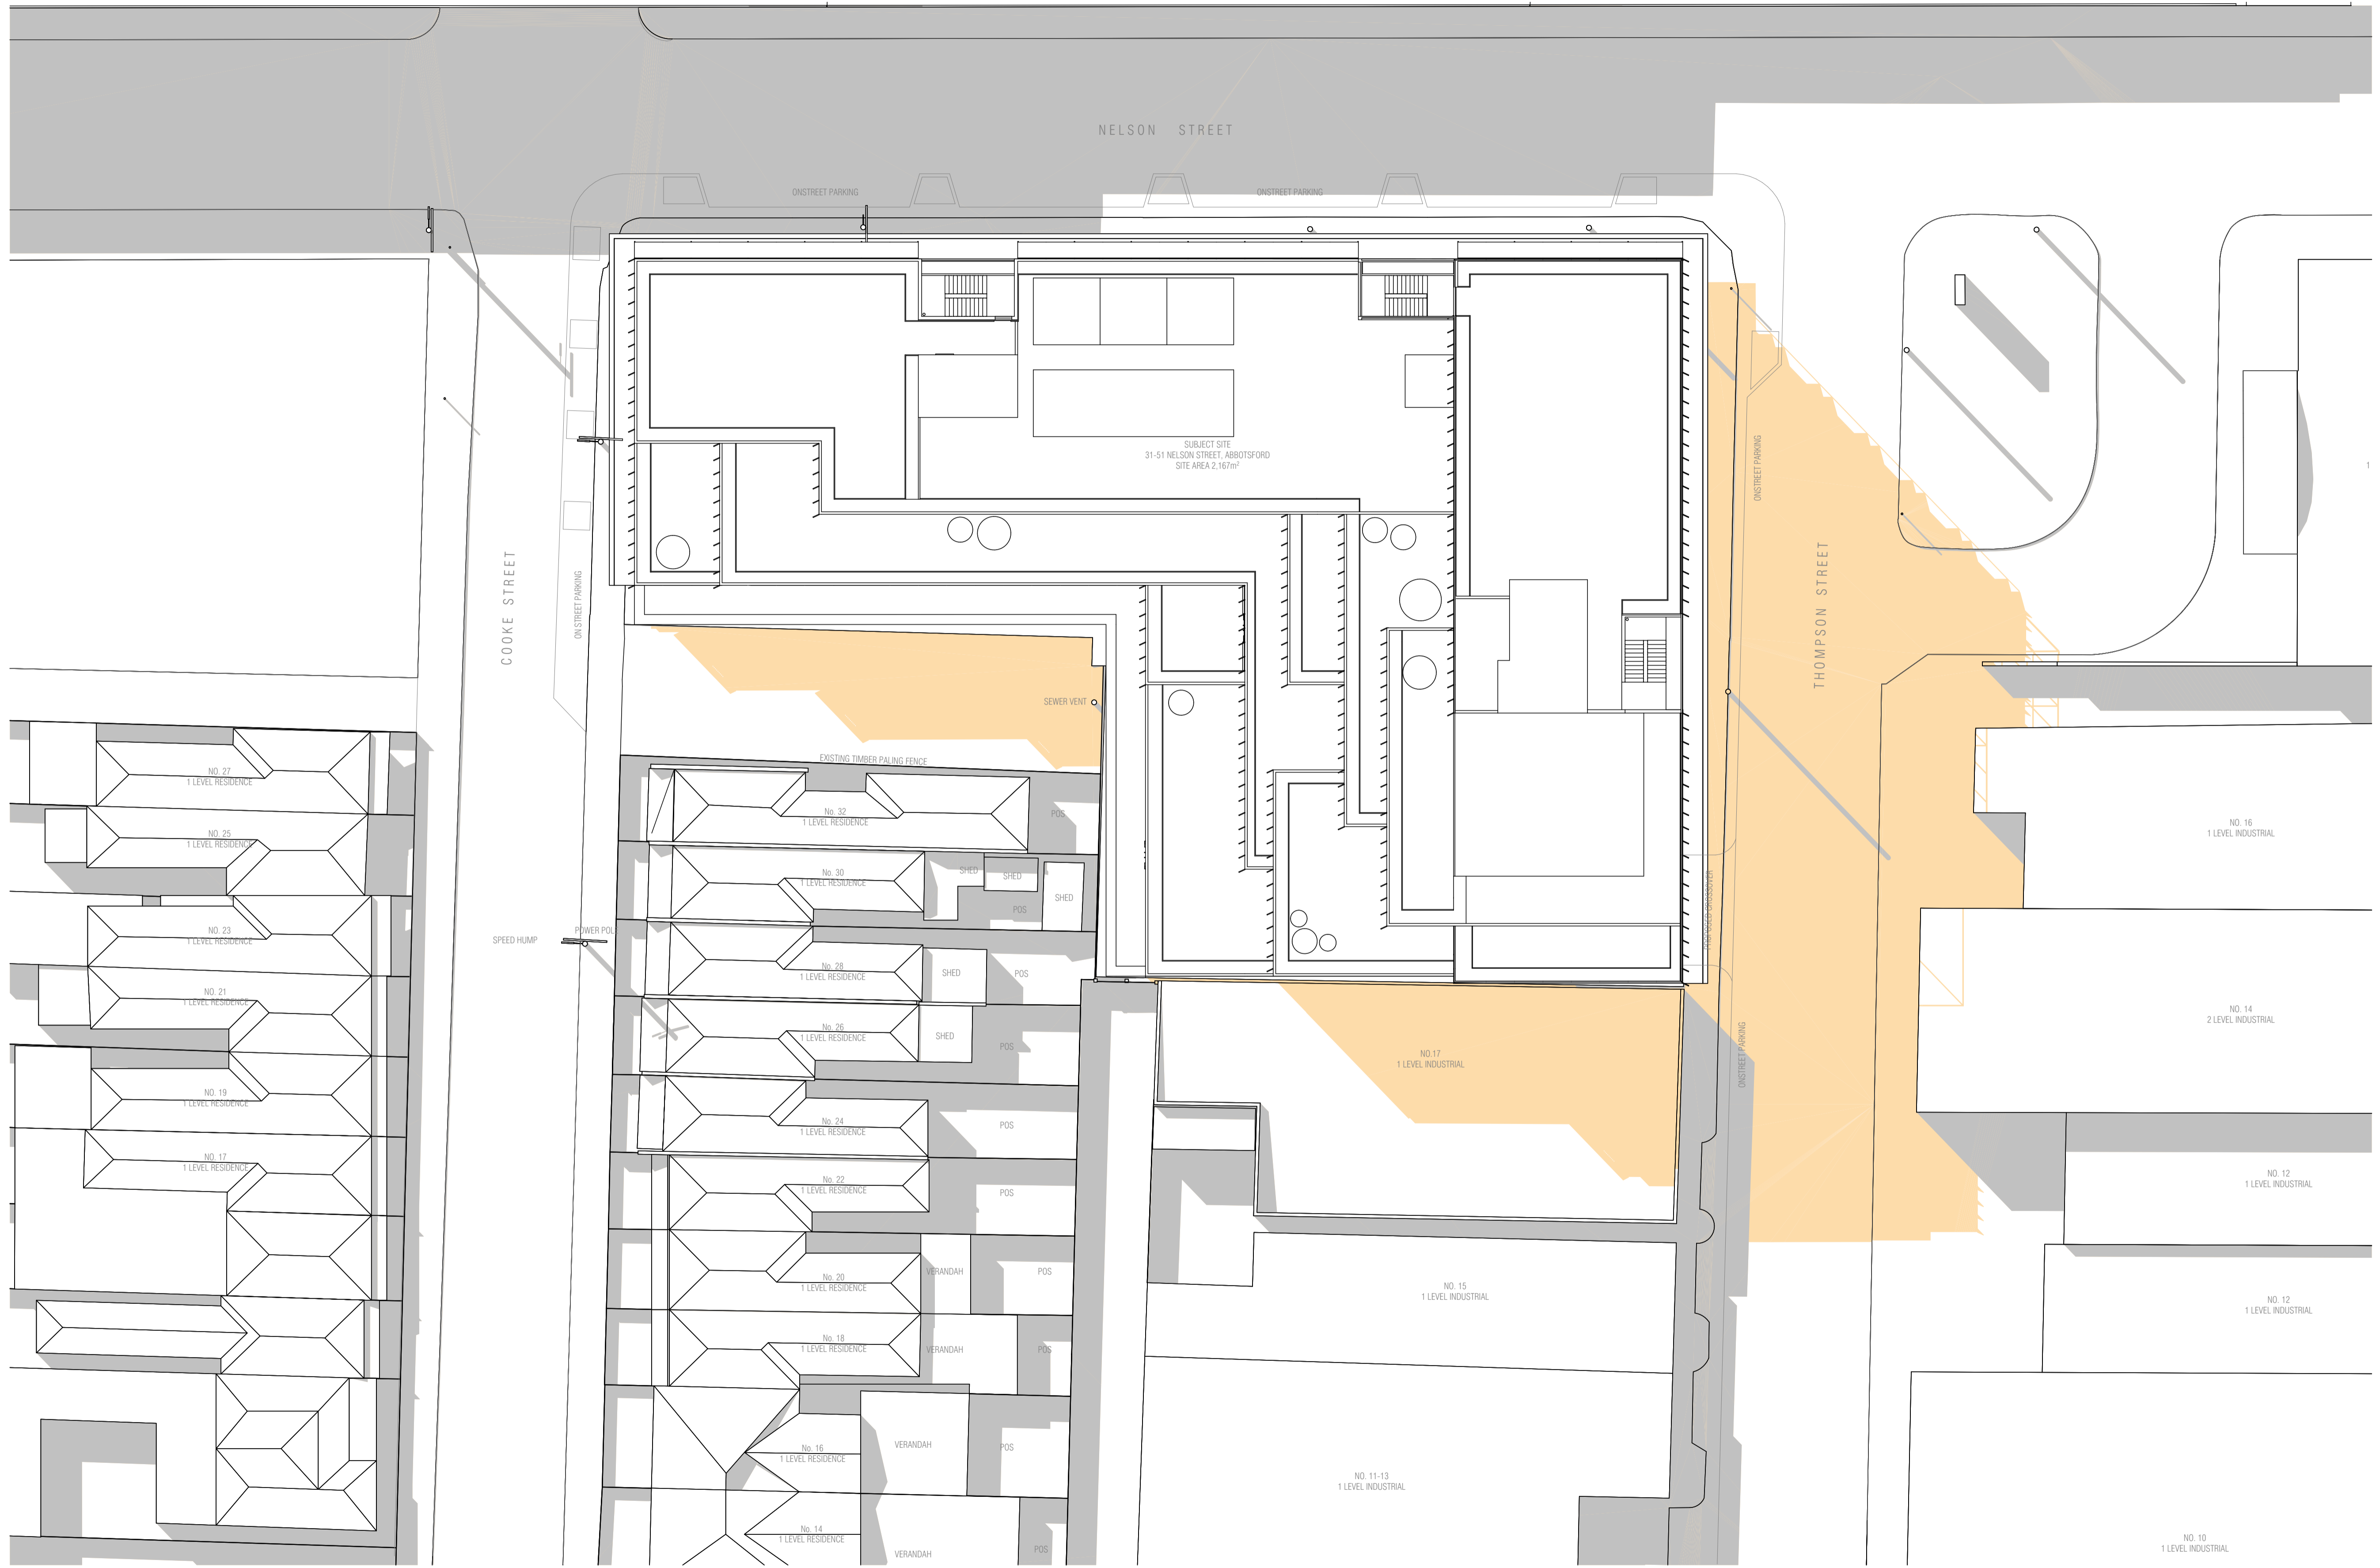 NELSON STREET
ONSTREET PARKING
ONSTREET PARKING
SUBJECT SITE
31-51 NELSON STREET, ABBOTSFORD
SITE AREA 2,167m²
ONSTREET PARKING
COOKE STREET
ON STREET PARKING
THOMPSON STREET
SEWER VENT
EXISTING TIMBER PALING FENCE
NO. 27
1 LEVEL RESIDENCE
NO. 25
1 LEVEL RESIDENCE
NO. 23
1 LEVEL RESIDENCE
NO. 21
1 LEVEL RESIDENCE
NO. 19
1 LEVEL RESIDENCE
NO. 17
1 LEVEL RESIDENCE
SPEED HUMP
POWER POL
No. 32
1 LEVEL RESIDENCE
POS
No. 30
1 LEVEL RESIDENCE
SHED
SHED
SHED
POS
No. 28
1 LEVEL RESIDENCE
SHED
POS
No. 26
1 LEVEL RESIDENCE
SHED
POS
No. 24
1 LEVEL RESIDENCE
POS
No. 22
1 LEVEL RESIDENCE
POS
No. 20
1 LEVEL RESIDENCE
VERANDAH
POS
No. 18
1 LEVEL RESIDENCE
VERANDAH
POS
No. 16
1 LEVEL RESIDENCE
VERANDAH
POS
No. 14
1 LEVEL RESIDENCE
VERANDAH
POS
PROPOSED CROSSOVER
ONSTREET PARKING
NO.17
1 LEVEL INDUSTRIAL
NO. 15
1 LEVEL INDUSTRIAL
NO. 11-13
1 LEVEL INDUSTRIAL
1
NO. 16
1 LEVEL INDUSTRIAL
NO. 14
2 LEVEL INDUSTRIAL
NO. 12
1 LEVEL INDUSTRIAL
NO. 12
1 LEVEL INDUSTRIAL
NO. 10
1 LEVEL INDUSTRIAL